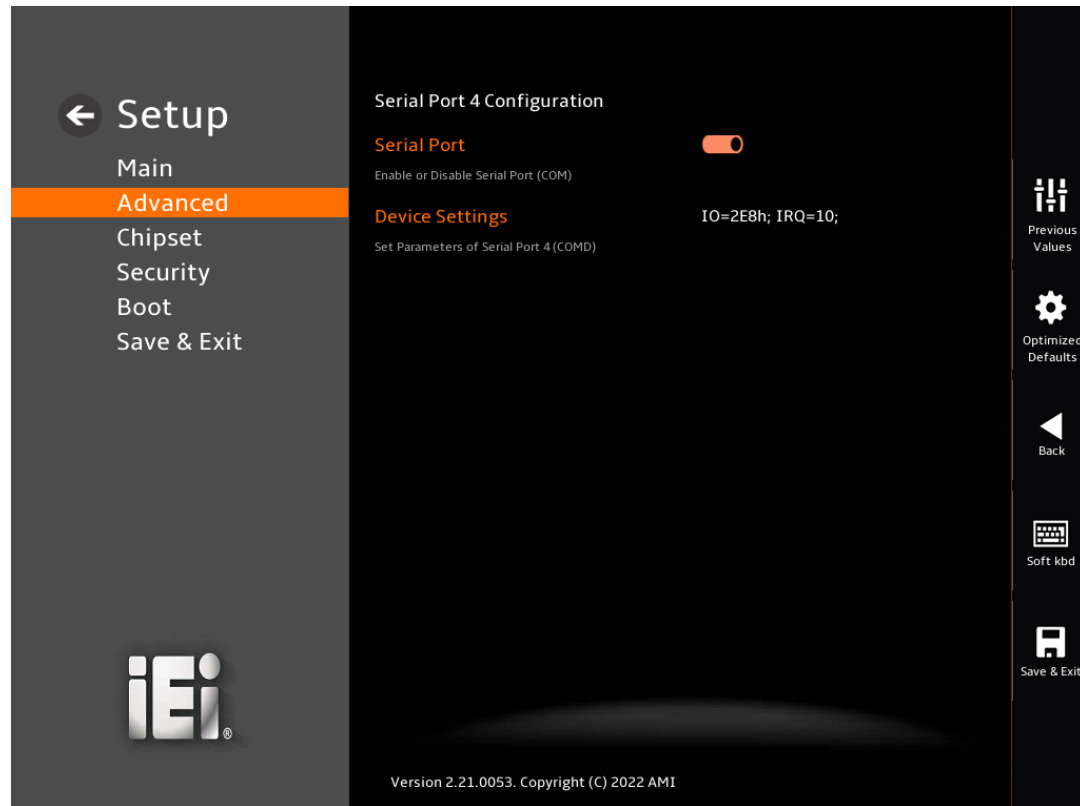 Setup
Main
Advanced
Chipset
Security
Boot
Save & Exit
iEi®
Serial Port 4 Configuration
Serial Port
Enable or Disable Serial Port (COM)
Device Settings IO=2E8h; IRQ=10;
Set Parameters of Serial Port 4 (COMD)
Version 2.21.0053. Copyright (C) 2022 AMI
Previous
Values
Optimized
Defaults
Back
Soft kbd
Save & Exit